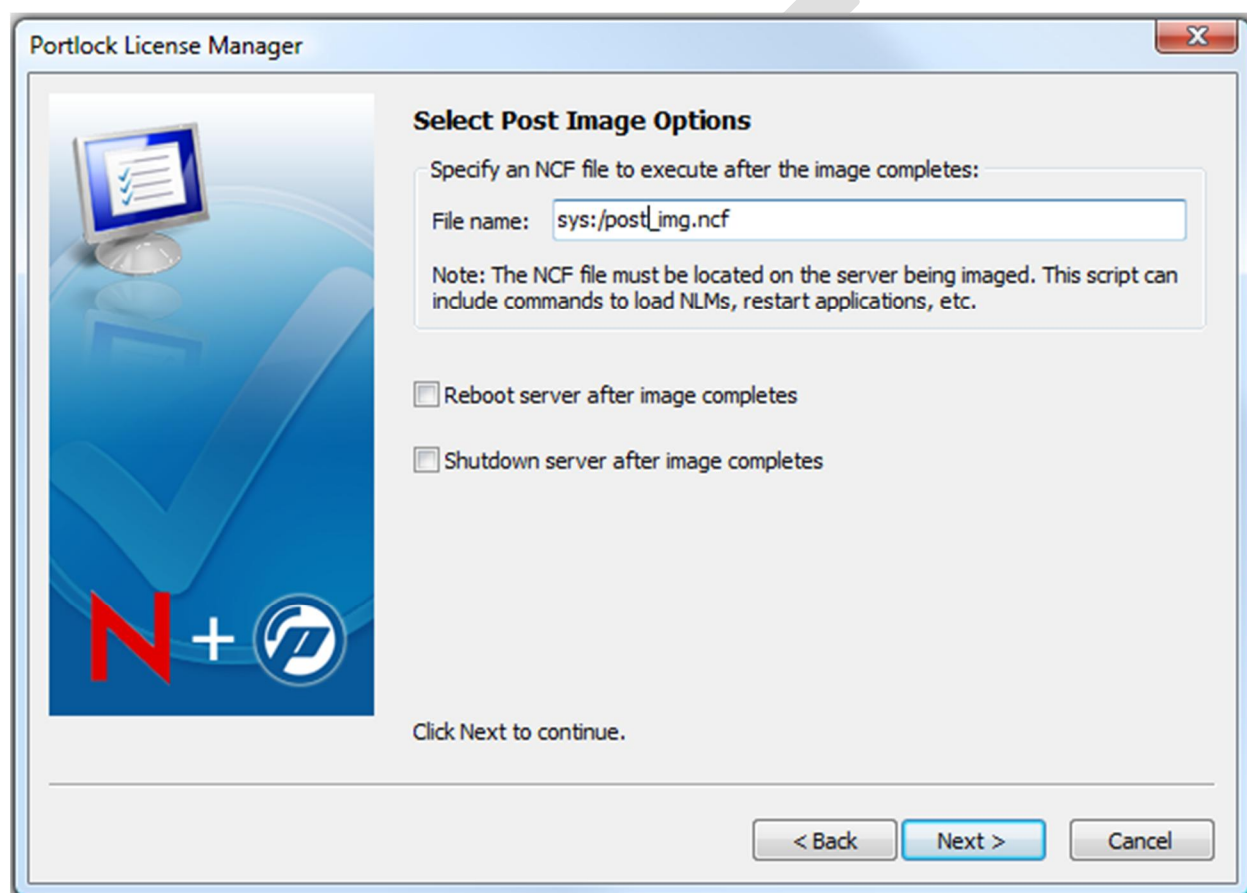 Portlock License Manager
Select Post Image Options
Specify an NCF file to execute after the image completes:
File name: sys:/post_img.ncf
Note: The NCF file must be located on the server being imaged. This script can
include commands to load NLMs, restart applications, etc.
Reboot server after image completes
Shutdown server after image completes
N +
Click Next to continue.
< Back Next > Cancel